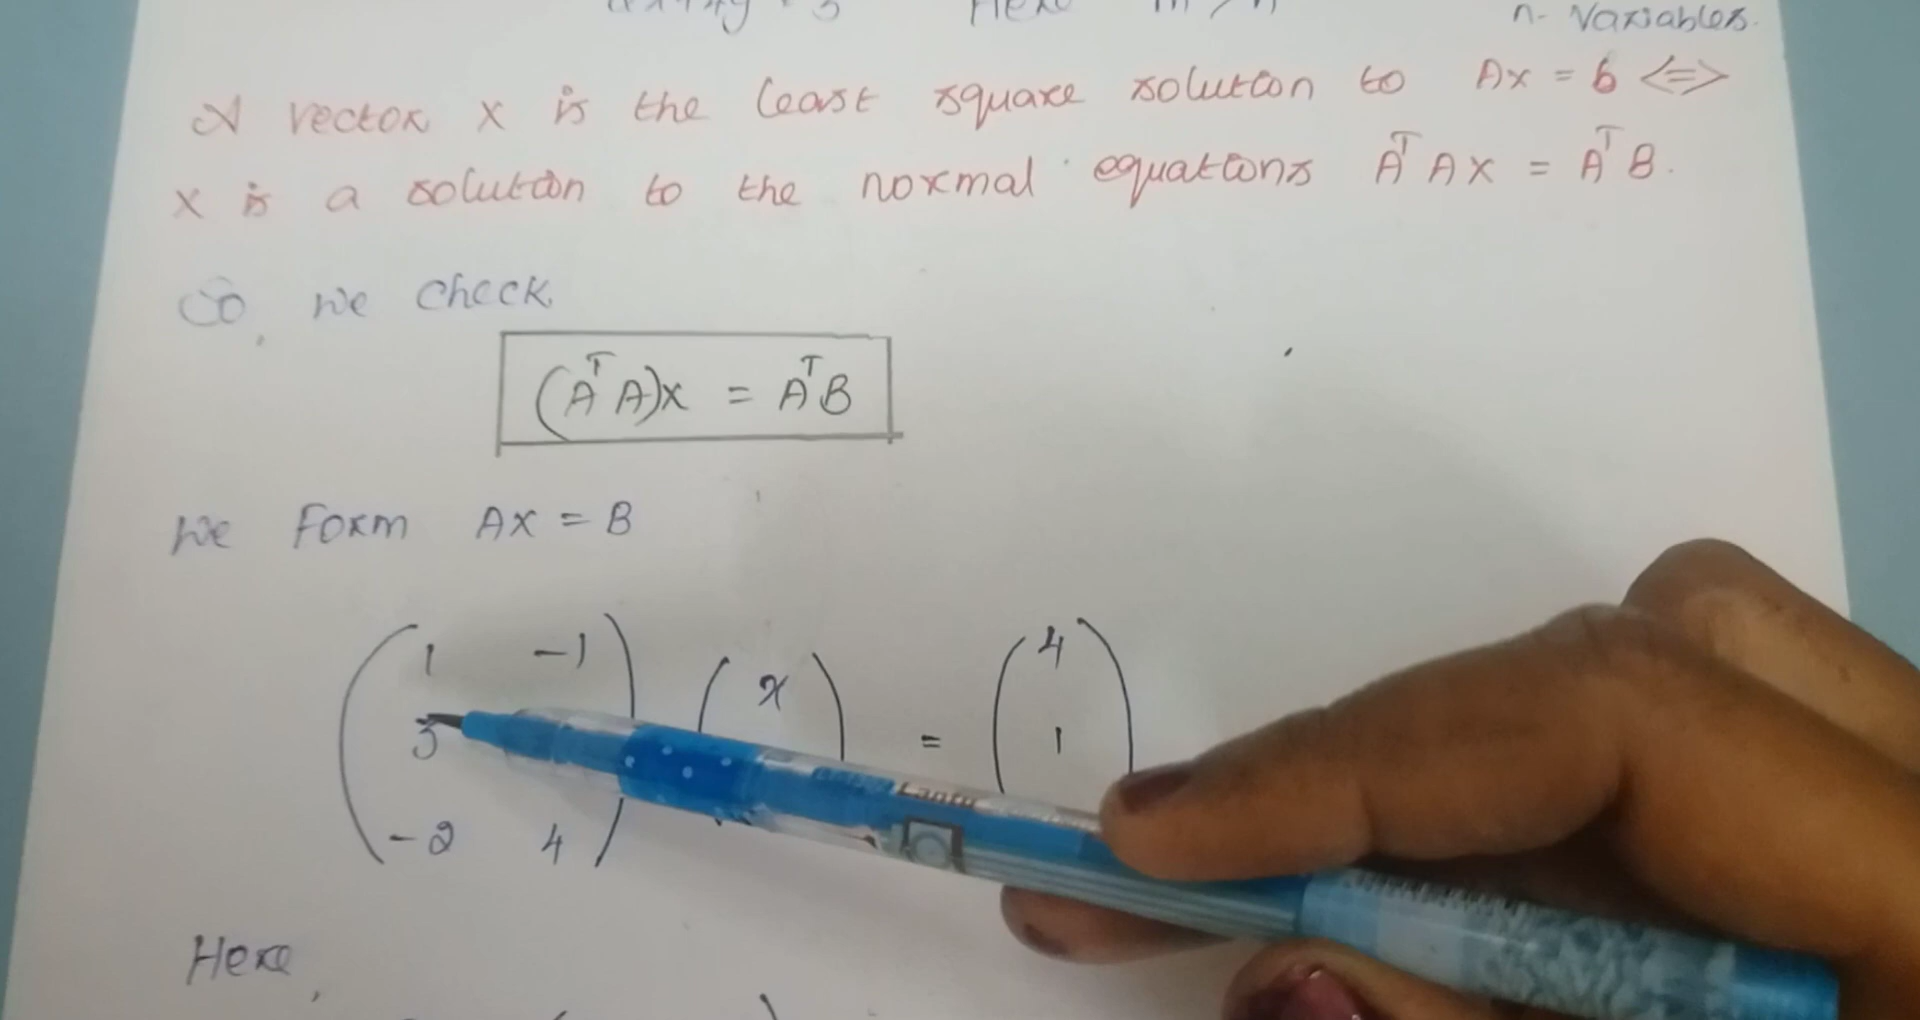 n- Variables.
A vector x is the least square solution to Ax = b <=>
x is a solution to the normal equations AᵀAX = AᵀB.
So, we check
(AᵀA)x = AᵀB
We Form AX = B
1 -1 x 4
3 = 1
-2 4
Here,